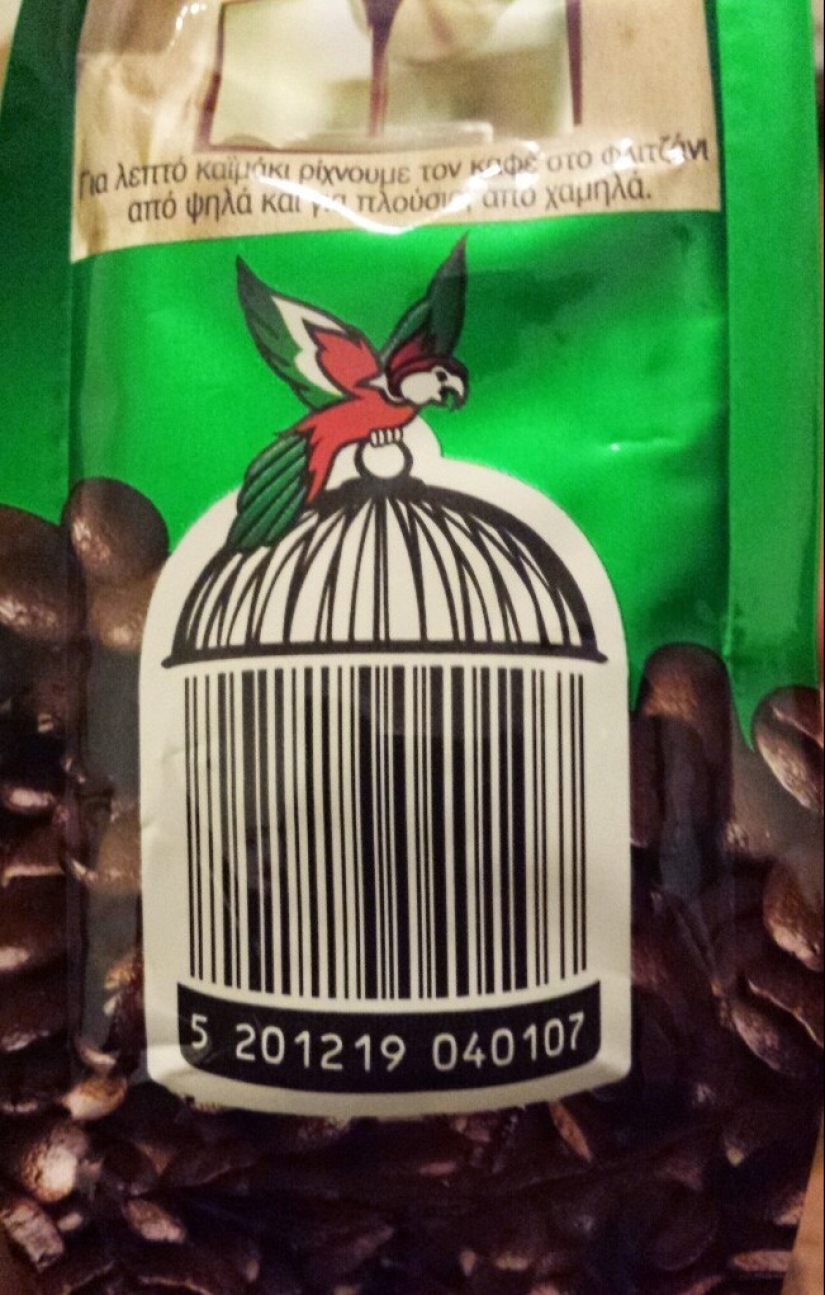 Για λεπτό καϊμάκι ρίχνουμε τον καφέ στο φλιτζάνι
από ψηλά και για πλούσιο, από χαμηλά.
5 201219 040107